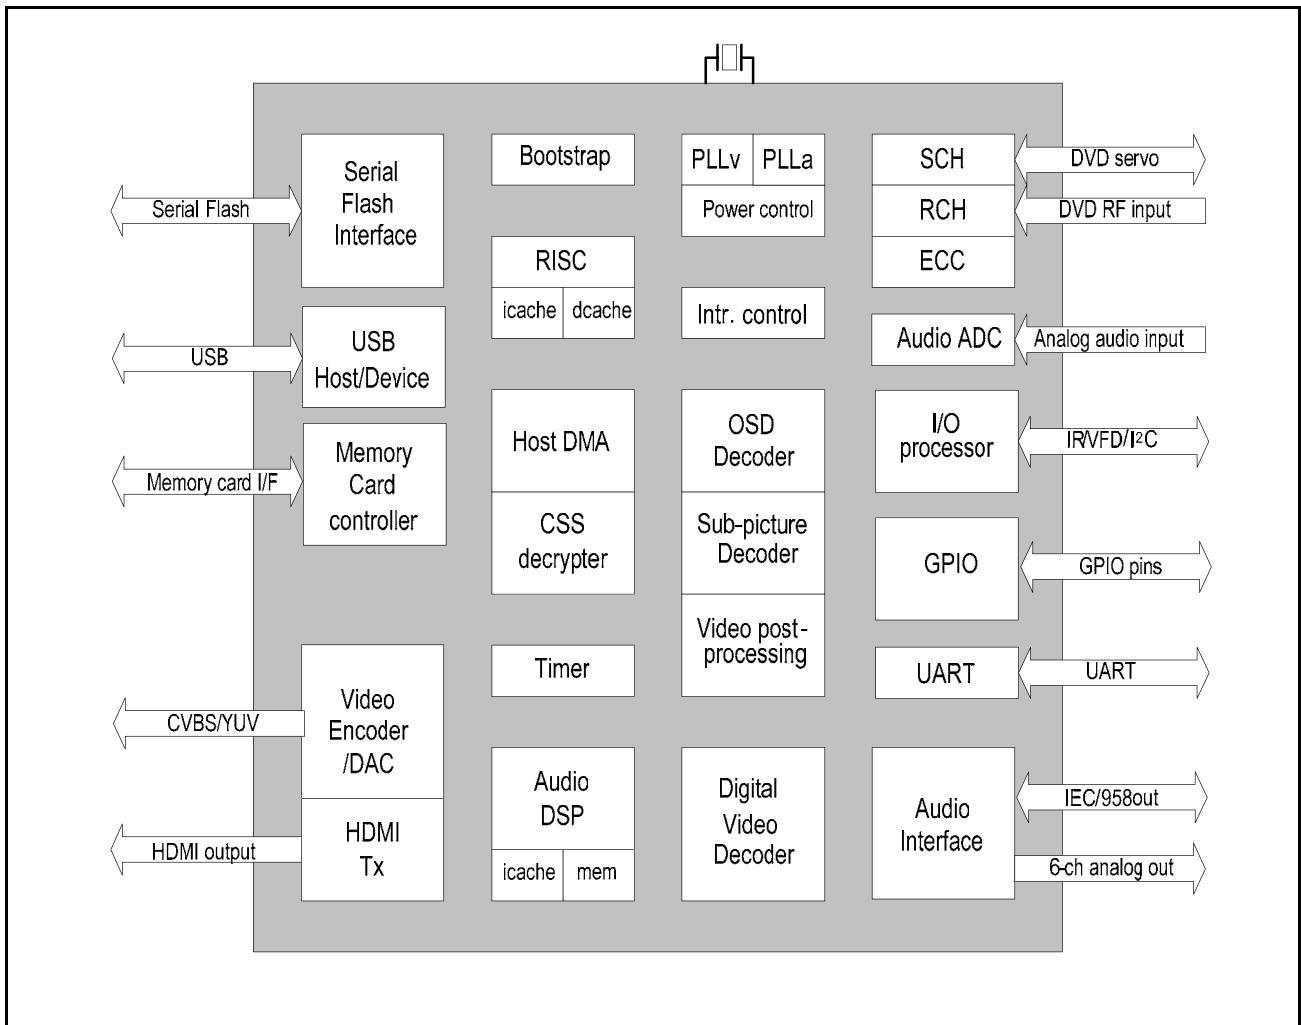 Serial
Flash
Interface
Serial Flash
USB
Host/Device
USB
Memory
Card
controller
Memory card I/F
Video
Encoder
/DAC
CVBS/YUV
HDMI
Tx
HDMI output
Bootstrap
RISC
icache
dcache
Host DMA
CSS
decrypter
Timer
Audio
DSP
icache
mem
PLLv
PLLa
Power control
Intr. control
OSD
Decoder
Sub-picture
Decoder
Video post-
processing
Digital
Video
Decoder
SCH
DVD servo
RCH
DVD RF input
ECC
Audio ADC
Analog audio input
I/O
processor
IR/VFD/I²C
GPIO
GPIO pins
UART
UART
Audio
Interface
IEC/958out
6-ch analog out